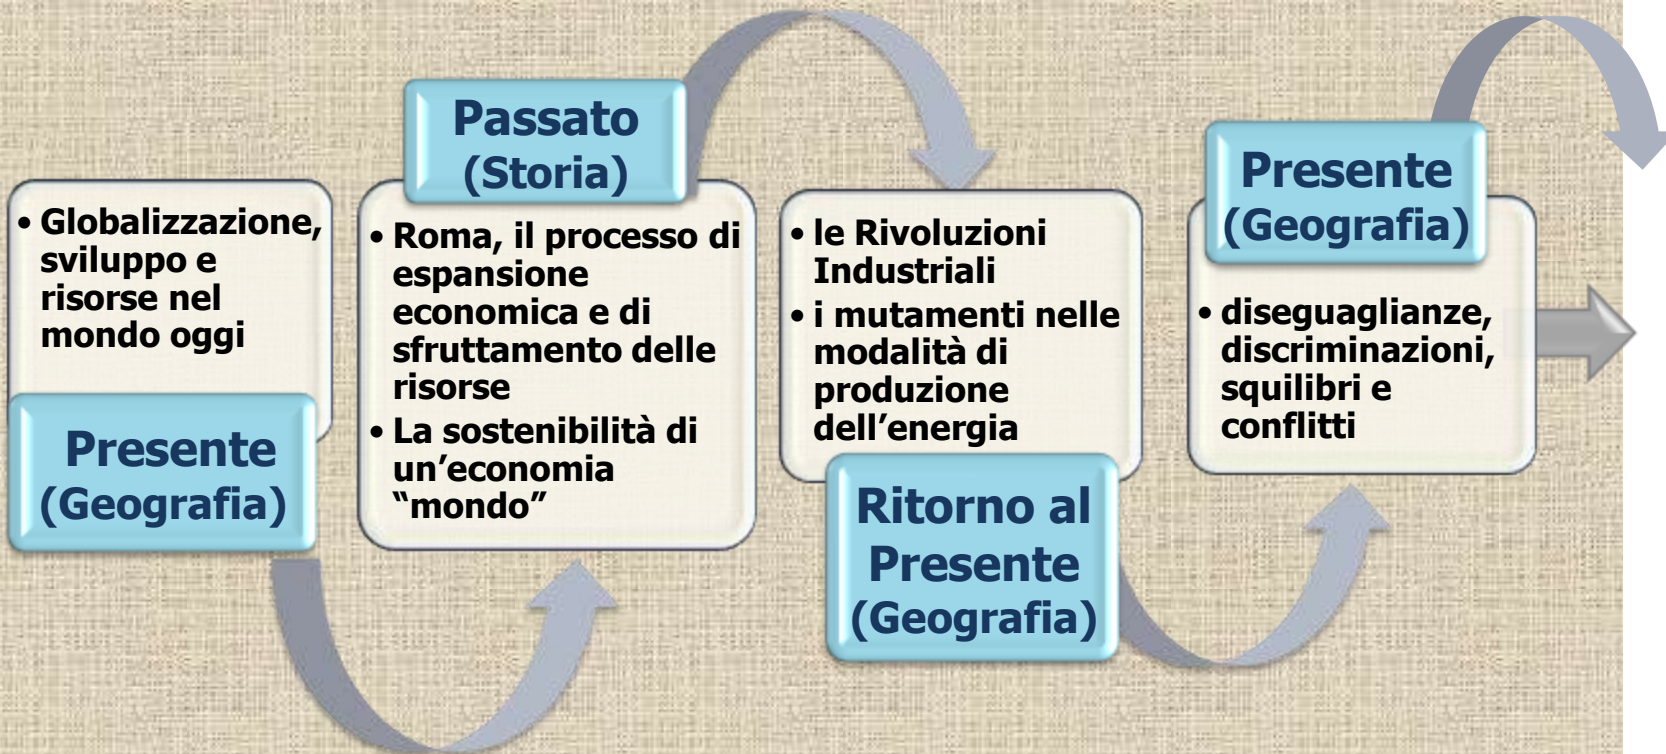 • Globalizzazione,
sviluppo e
risorse nel
mondo oggi
Presente
(Geografia)
Passato
(Storia)
• Roma, il processo di
espansione
economica e di
sfruttamento delle
risorse
• La sostenibilità di
un’economia
“mondo”
• le Rivoluzioni
Industriali
• i mutamenti nelle
modalità di
produzione
dell’energia
Ritorno al
Presente
(Geografia)
Presente
(Geografia)
• diseguaglianze,
discriminazioni,
squilibri e
conflitti